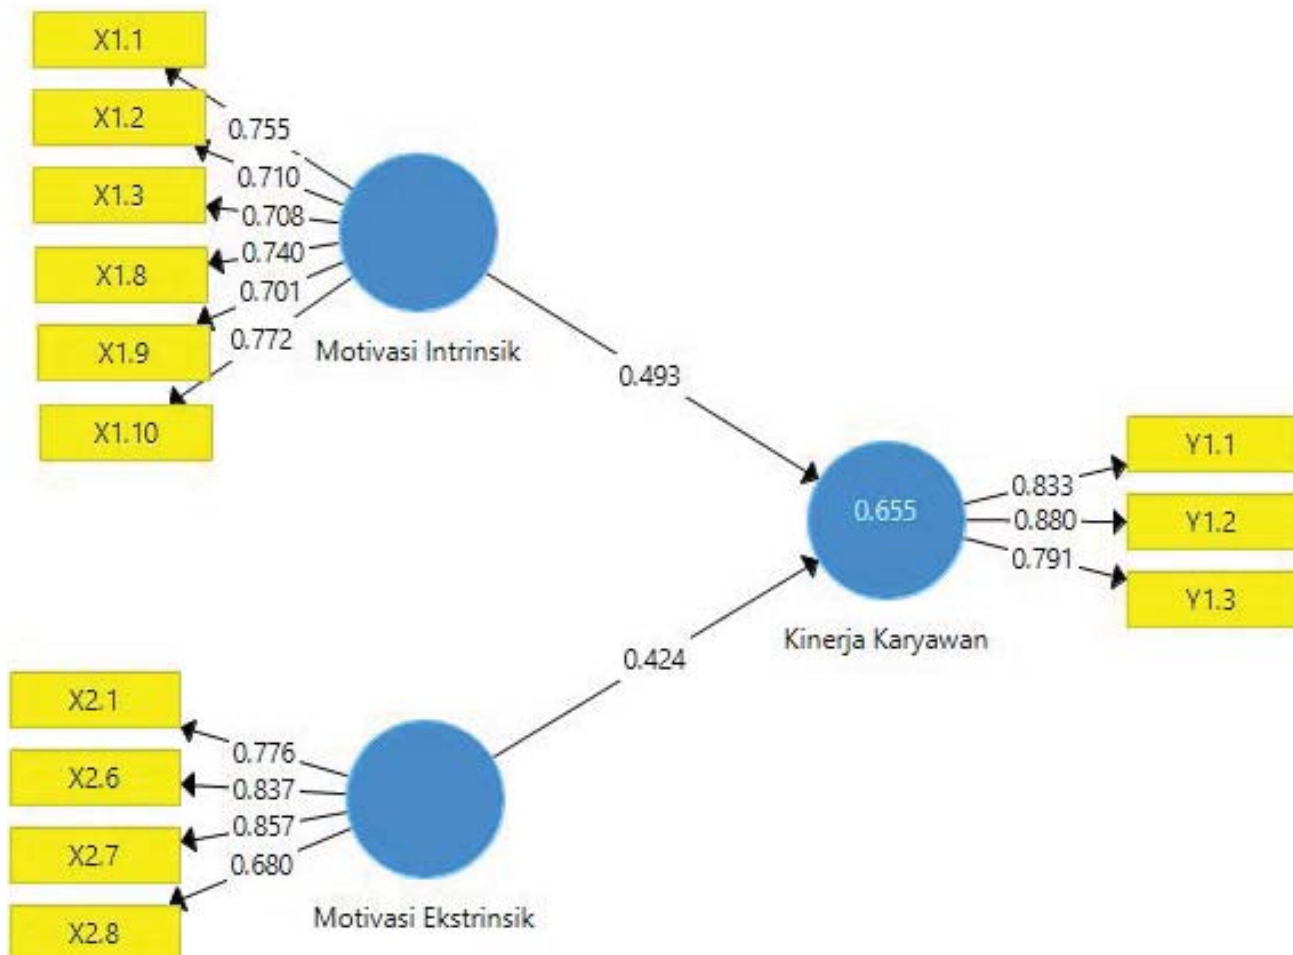 X1.1
X1.2
X1.3
X1.8
X1.9
X1.10
0.755
0.710
0.708
0.740
0.701
0.772
Motivasi Intrinsik
0.493
0.655
Kinerja Karyawan
0.833
0.880
0.791
Y1.1
Y1.2
Y1.3
0.424
X2.1
X2.6
X2.7
X2.8
0.776
0.837
0.857
0.680
Motivasi Ekstrinsik